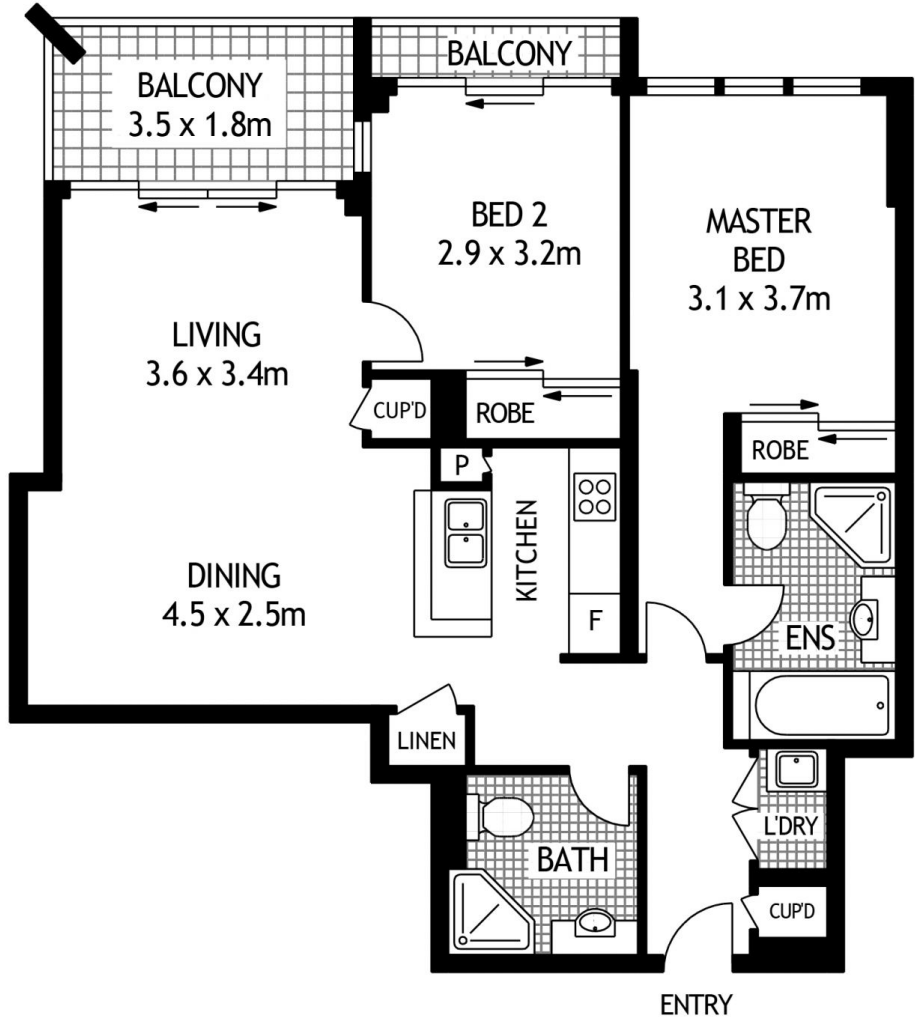 BALCONY
3.5 x 1.8m
BALCONY
BED 2
2.9 x 3.2m
MASTER
BED
3.1 x 3.7m
LIVING
3.6 x 3.4m
CUP'D
ROBE
ROBE
P
KITCHEN
DINING
4.5 x 2.5m
F
ENS
LINEN
L'DRY
BATH
CUP'D
ENTRY